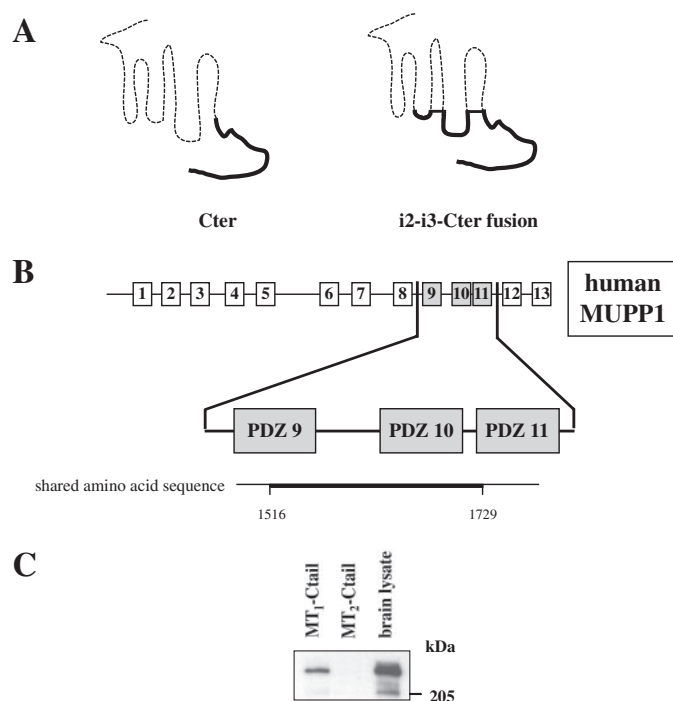 A
Cter
i2-i3-Cter fusion
B
1 2 3 4 5 6 7 8 9 10 11 12 13
human
MUPP1
PDZ 9 PDZ 10 PDZ 11
shared amino acid sequence
1516 1729
C
MT₁-Ctail
MT₂-Ctail
brain lysate
kDa
205